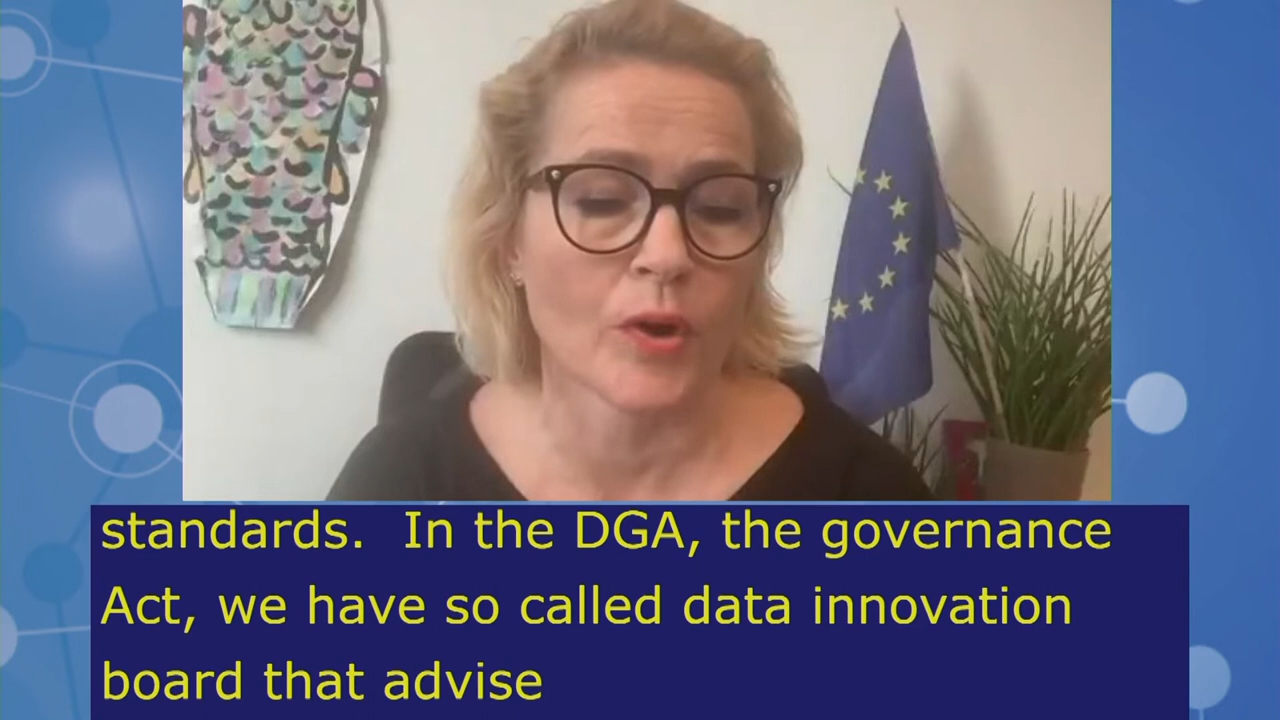 standards.  In the DGA, the governance
Act, we have so called data innovation
board that advise